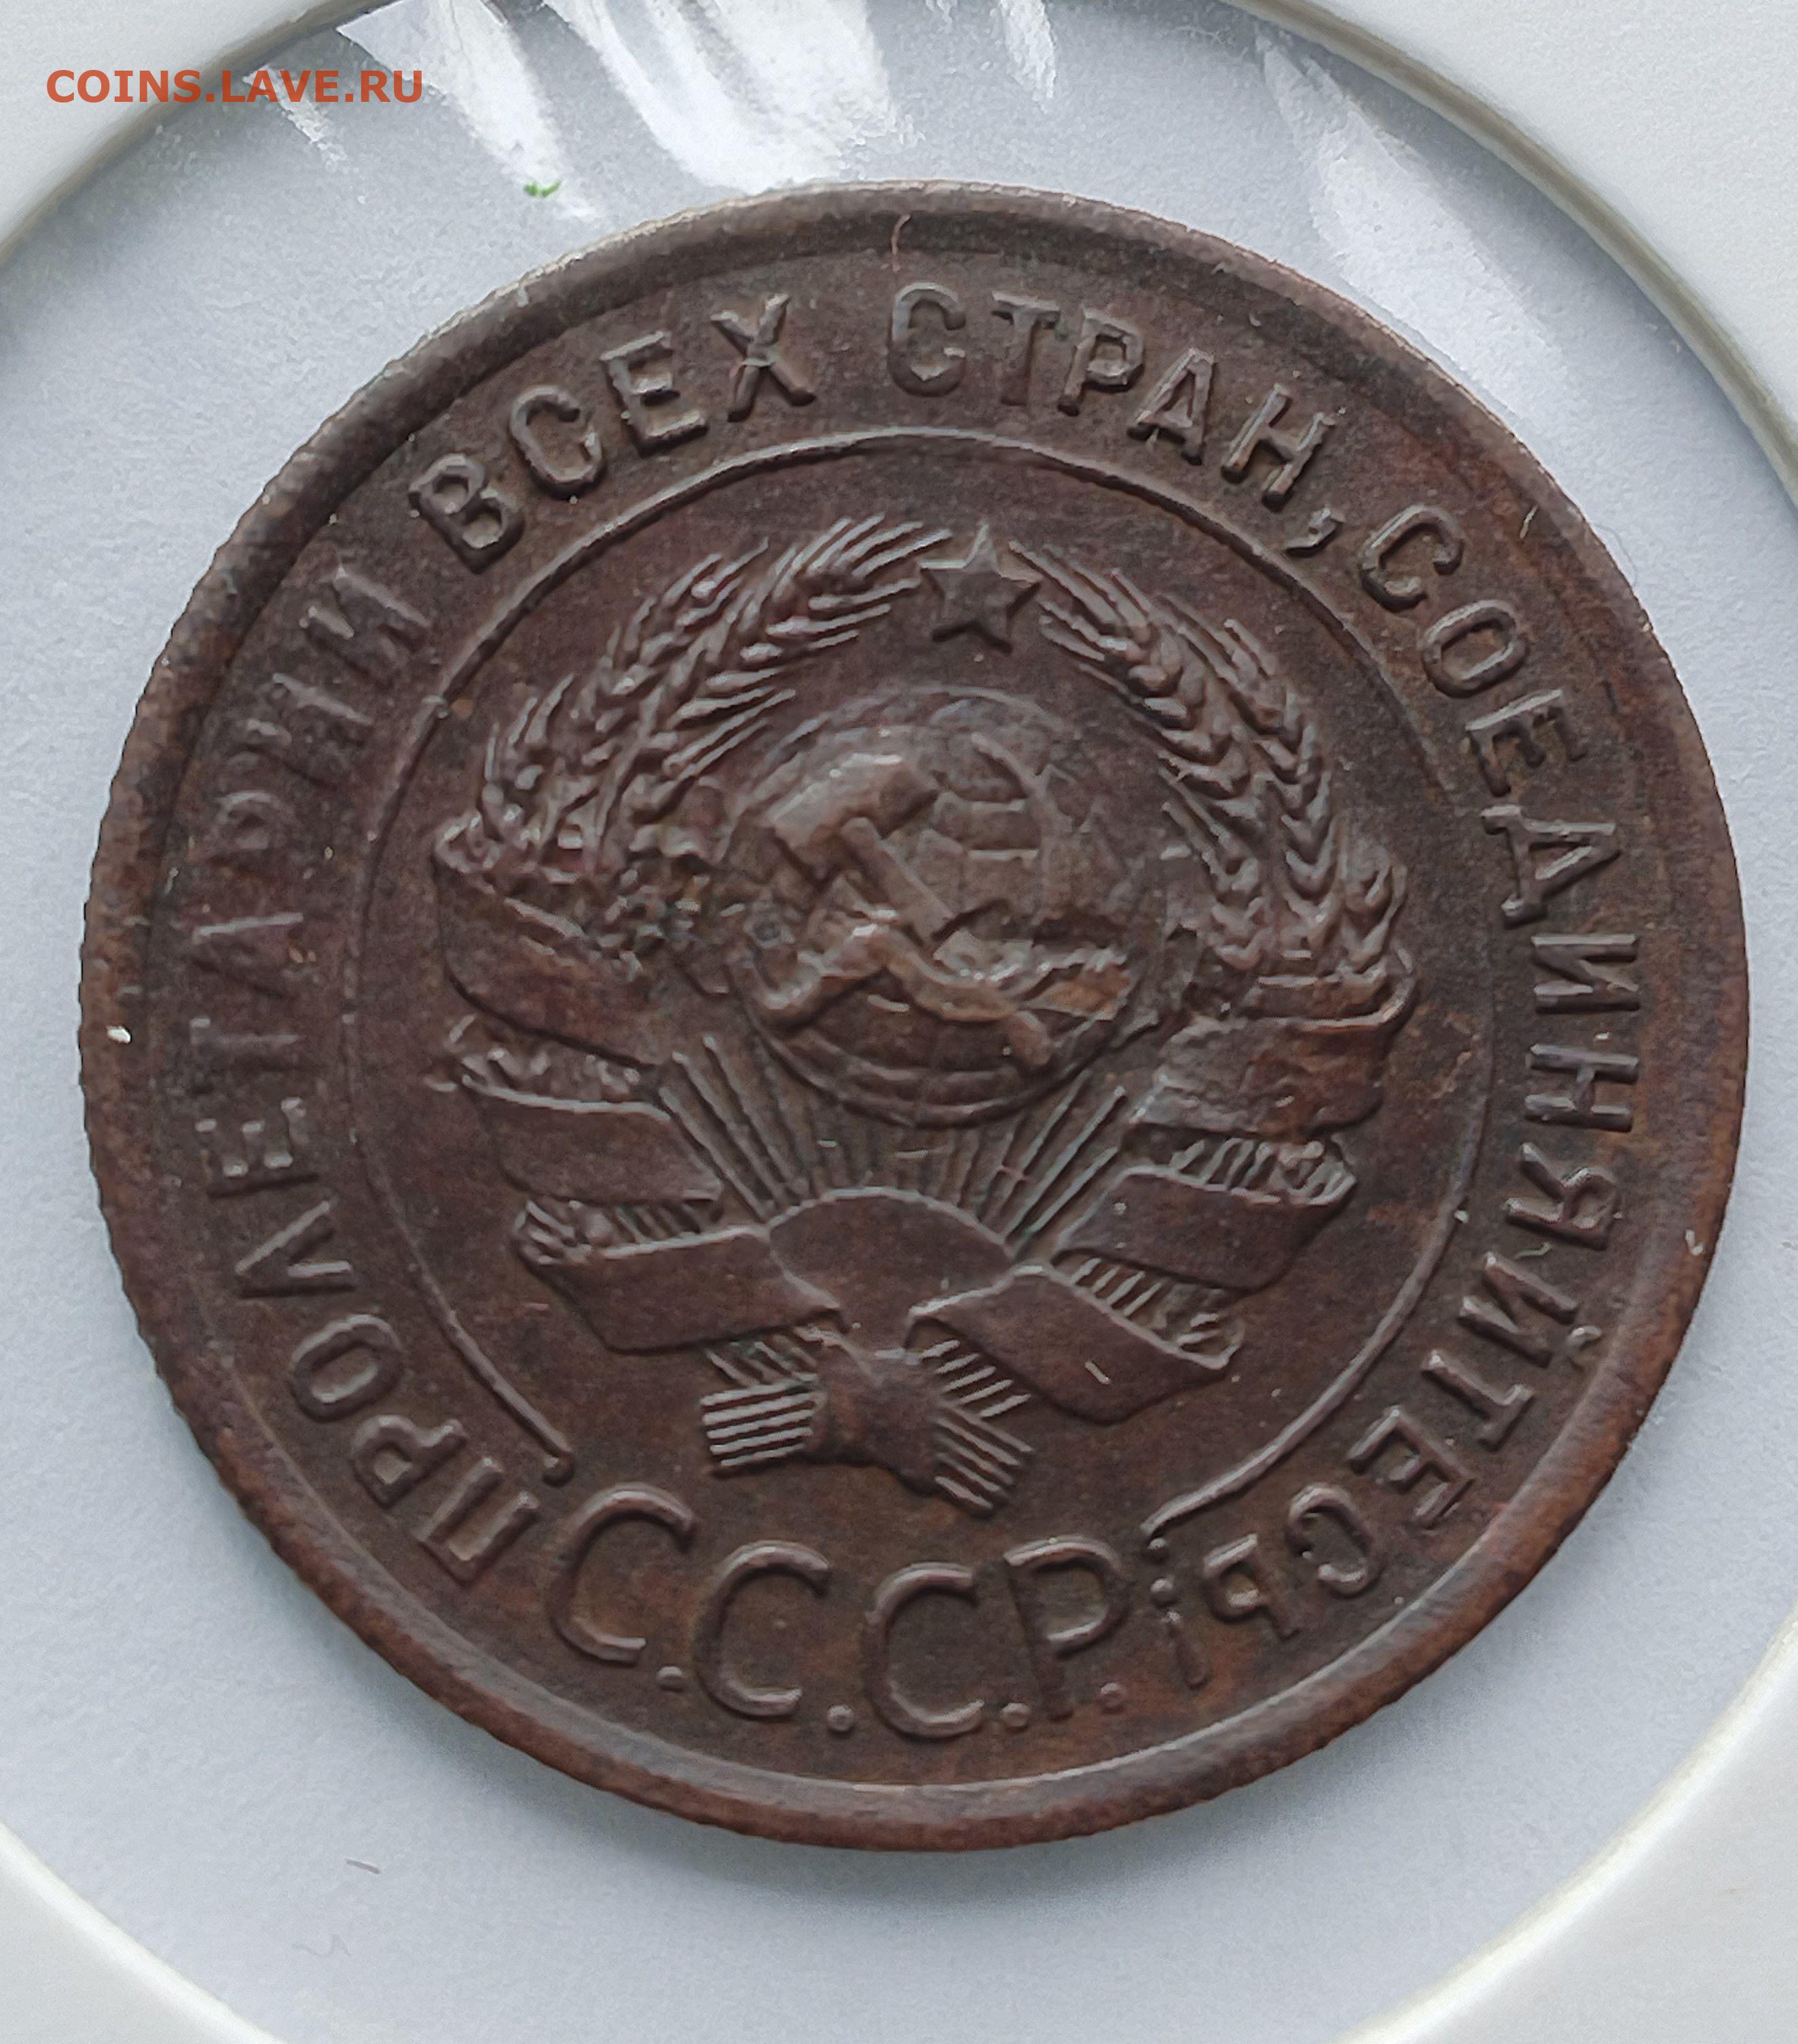 COINS.LAVE.RU
ПРОЛЕТАРИИ ВСЕХ СТРАН, СОЕДИНЯЙТЕСЬ!
С.С.С.Р.